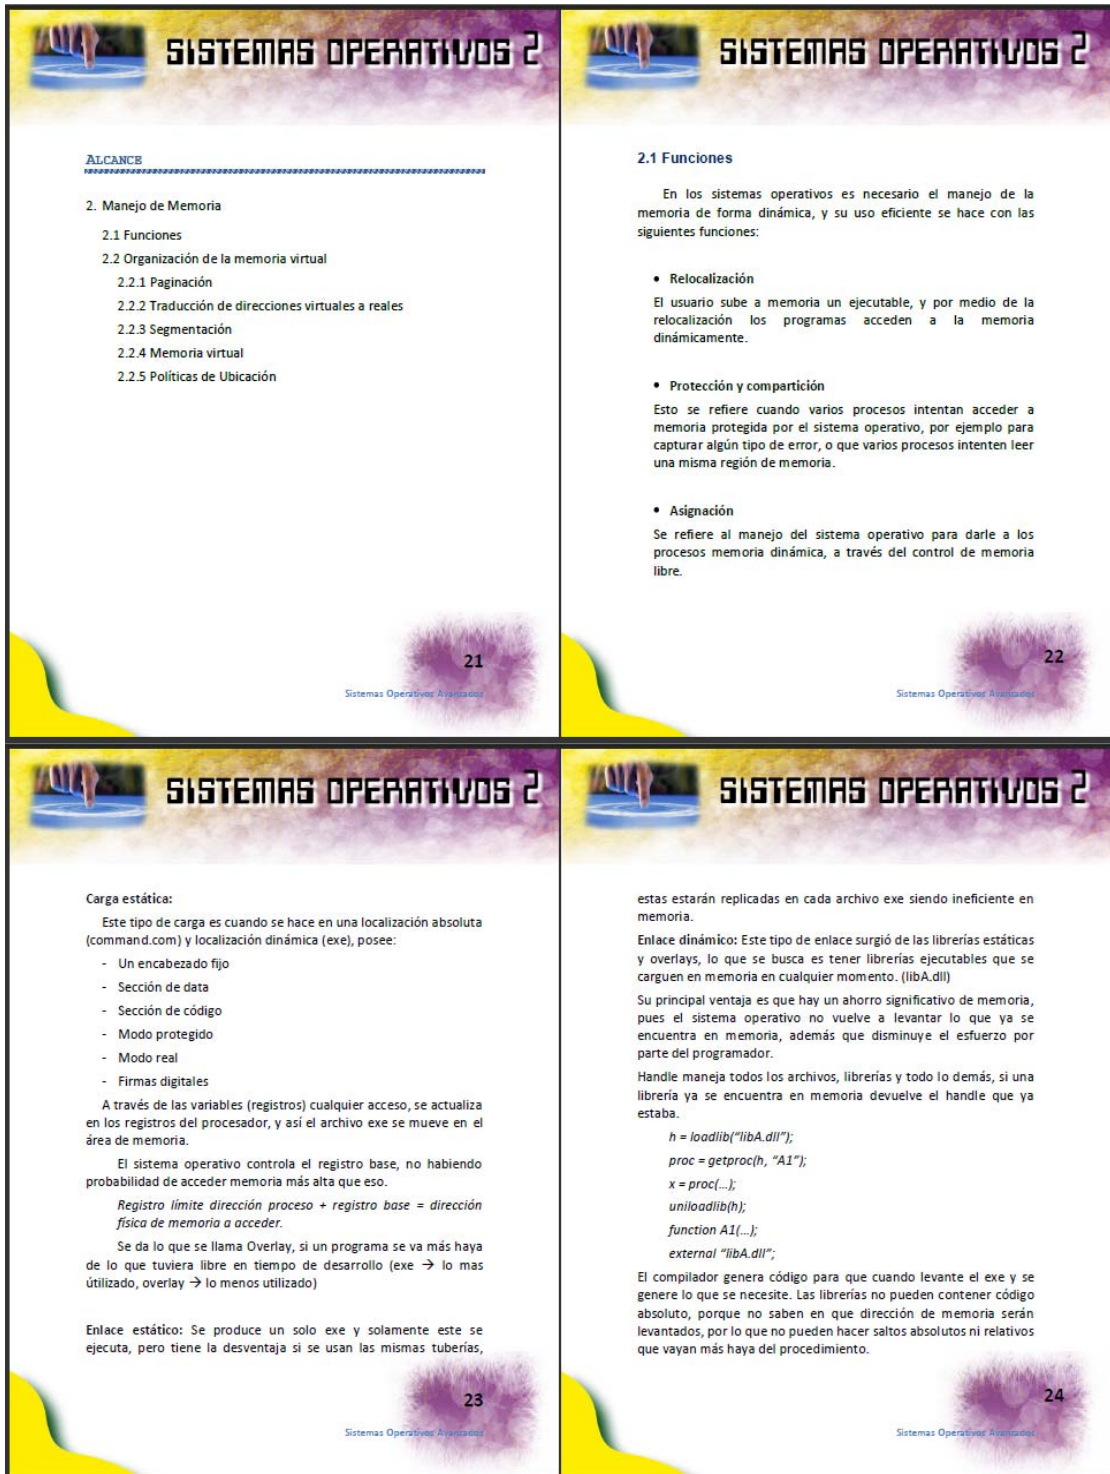 SISTEMAS OPERATIVOS 2
ALCANCE
2. Manejo de Memoria
2.1 Funciones
2.2 Organización de la memoria virtual
2.2.1 Paginación
2.2.2 Traducción de direcciones virtuales a reales
2.2.3 Segmentación
2.2.4 Memoria virtual
2.2.5 Políticas de Ubicación
21
Sistemas Operativos Avanzados
SISTEMAS OPERATIVOS 2
2.1 Funciones
En los sistemas operativos es necesario el manejo de la
memoria de forma dinámica, y su uso eficiente se hace con las
siguientes funciones:
• Relocalización
El usuario sube a memoria un ejecutable, y por medio de la
relocalización los programas acceden a la memoria
dinámicamente.
• Protección y compartición
Esto se refiere cuando varios procesos intentan acceder a
memoria protegida por el sistema operativo, por ejemplo para
capturar algún tipo de error, o que varios procesos intenten leer
una misma región de memoria.
• Asignación
Se refiere al manejo del sistema operativo para darle a los
procesos memoria dinámica, a través del control de memoria
libre.
22
Sistemas Operativos Avanzados
SISTEMAS OPERATIVOS 2
Carga estática:
Este tipo de carga es cuando se hace en una localización absoluta
(command.com) y localización dinámica (exe), posee:
- Un encabezado fijo
- Sección de data
- Sección de código
- Modo protegido
- Modo real
- Firmas digitales
A través de las variables (registros) cualquier acceso, se actualiza
en los registros del procesador, y así el archivo exe se mueve en el
área de memoria.
El sistema operativo controla el registro base, no habiendo
probabilidad de acceder memoria más alta que eso.
Registro límite dirección proceso + registro base = dirección
física de memoria a acceder.
Se da lo que se llama Overlay, si un programa se va más haya
de lo que tuviera libre en tiempo de desarrollo (exe → lo mas
útilizado, overlay → lo menos utilizado)
Enlace estático: Se produce un solo exe y solamente este se
ejecuta, pero tiene la desventaja si se usan las mismas tuberías,
23
Sistemas Operativos Avanzados
SISTEMAS OPERATIVOS 2
estas estarán replicadas en cada archivo exe siendo ineficiente en
memoria.
Enlace dinámico: Este tipo de enlace surgió de las librerías estáticas
y overlays, lo que se busca es tener librerías ejecutables que se
carguen en memoria en cualquier momento. (libA.dll)
Su principal ventaja es que hay un ahorro significativo de memoria,
pues el sistema operativo no vuelve a levantar lo que ya se
encuentra en memoria, además que disminuye el esfuerzo por
parte del programador.
Handle maneja todos los archivos, librerías y todo lo demás, si una
librería ya se encuentra en memoria devuelve el handle que ya
estaba.
h = loadlib("libA.dll");
proc = getproc(h, "A1");
x = proc(…);
uniloadlib(h);
function A1(…);
external "libA.dll";
El compilador genera código para que cuando levante el exe y se
genere lo que se necesite. Las librerías no pueden contener código
absoluto, porque no saben en que dirección de memoria serán
levantados, por lo que no pueden hacer saltos absolutos ni relativos
que vayan más haya del procedimiento.
24
Sistemas Operativos Avanzados